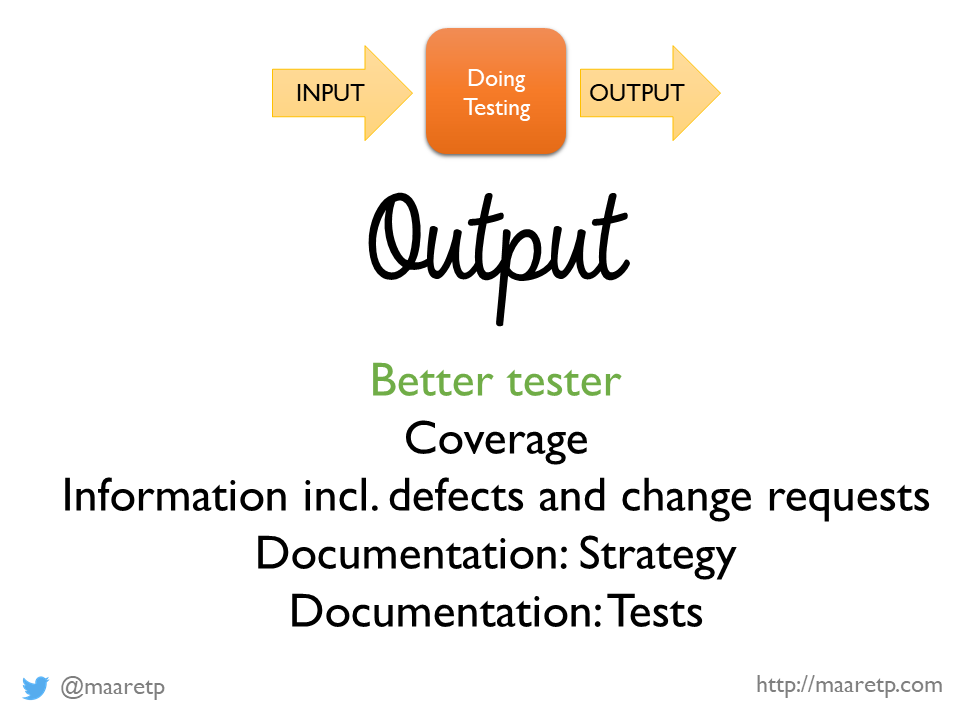 INPUT
Doing
Testing
OUTPUT
Output
Better tester
Coverage
Information incl. defects and change requests
Documentation: Strategy
Documentation: Tests
@maaretp
http://maaretp.com